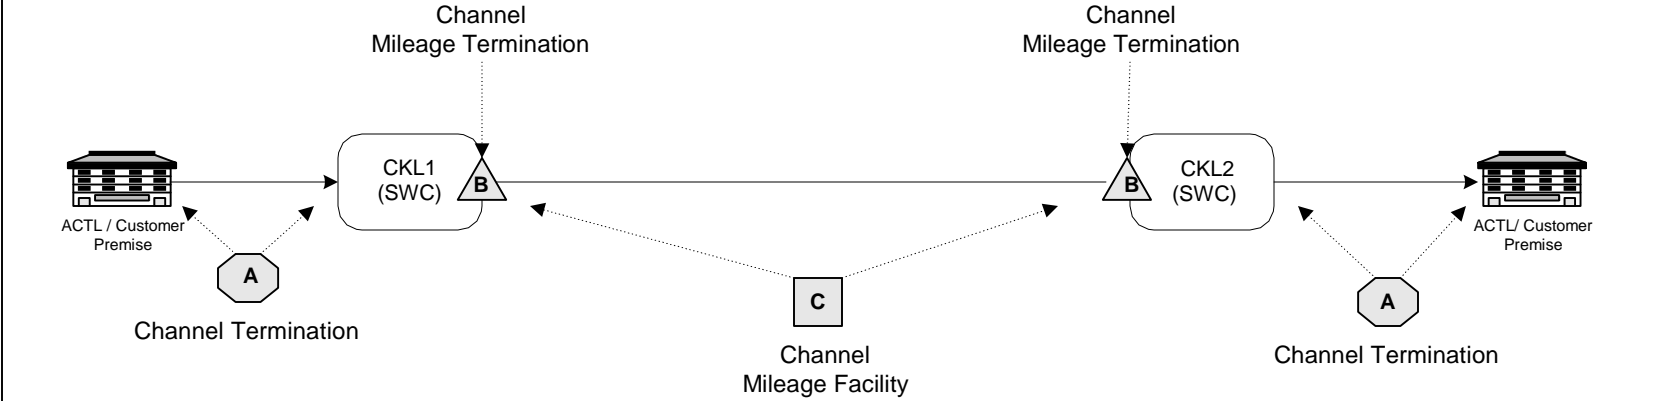 Channel
Mileage Termination
Channel
Mileage Termination
CKL1
(SWC)
B
B
CKL2
(SWC)
ACTL / Customer
Premise
ACTL/ Customer
Premise
A
Channel Termination
C
Channel
Mileage Facility
A
Channel Termination